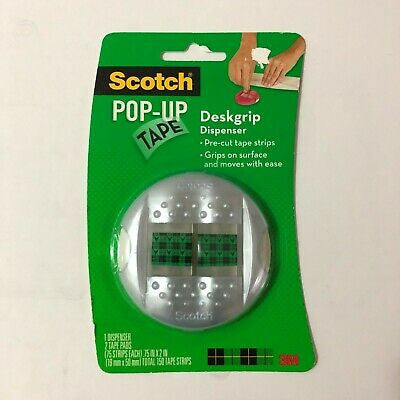 Scotch
POP-UP
TAPE
Deskgrip
Dispenser
• Pre-cut tape strips
• Grips on surface
and moves with ease
Scotch
Scotch
1 DISPENSER
2 TAPE PADS
(75 STRIPS EACH) .75 IN X 2 IN
(19 mm x 50 mm) TOTAL 150 TAPE STRIPS
3M